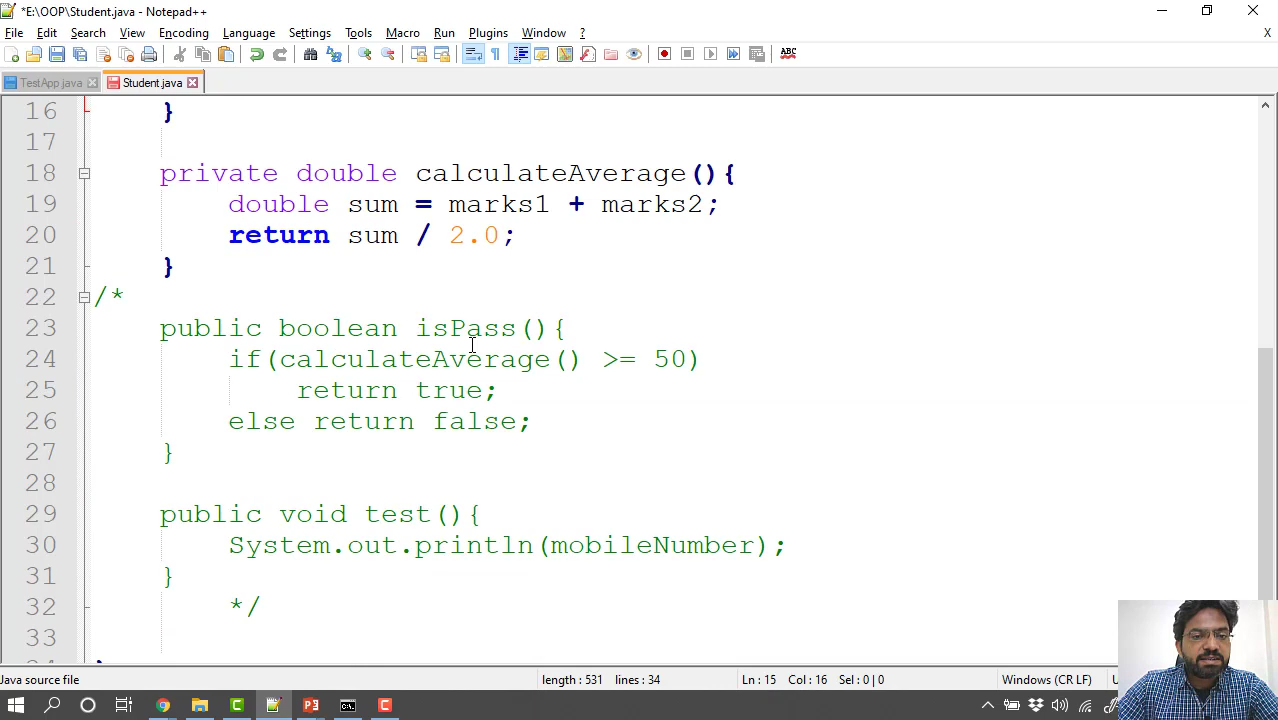 *E:\OOP\Student.java - Notepad++
File Edit Search View Encoding Language Settings Tools Macro Run Plugins Window ? X
ABC
TestApp.java Student.java
16 }
17
18 private double calculateAverage(){
19 double sum = marks1 + marks2;
20 return sum / 2.0;
21 }
22 /*
23 public boolean isPass(){
24 if(calculateAverage() >= 50)
25 return true;
26 else return false;
27 }
28
29 public void test(){
30 System.out.println(mobileNumber);
31 }
32 */
33
Java source file length : 531 lines : 34 Ln : 15 Col : 16 Sel : 0 | 0 Windows (CR LF)